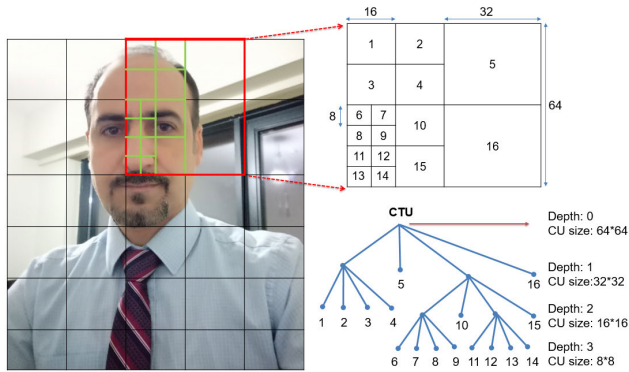 16 32
1 2 5
3 4
64
8 6 7 10
8 9
16
11 12 15
13 14
CTU
Depth: 0
CU size: 64*64
5 16
Depth: 1
CU size:32*32
1 2 3 4 10 15
Depth: 2
CU size: 16*16
6 7 8 9 11 12 13 14
Depth: 3
CU size: 8*8